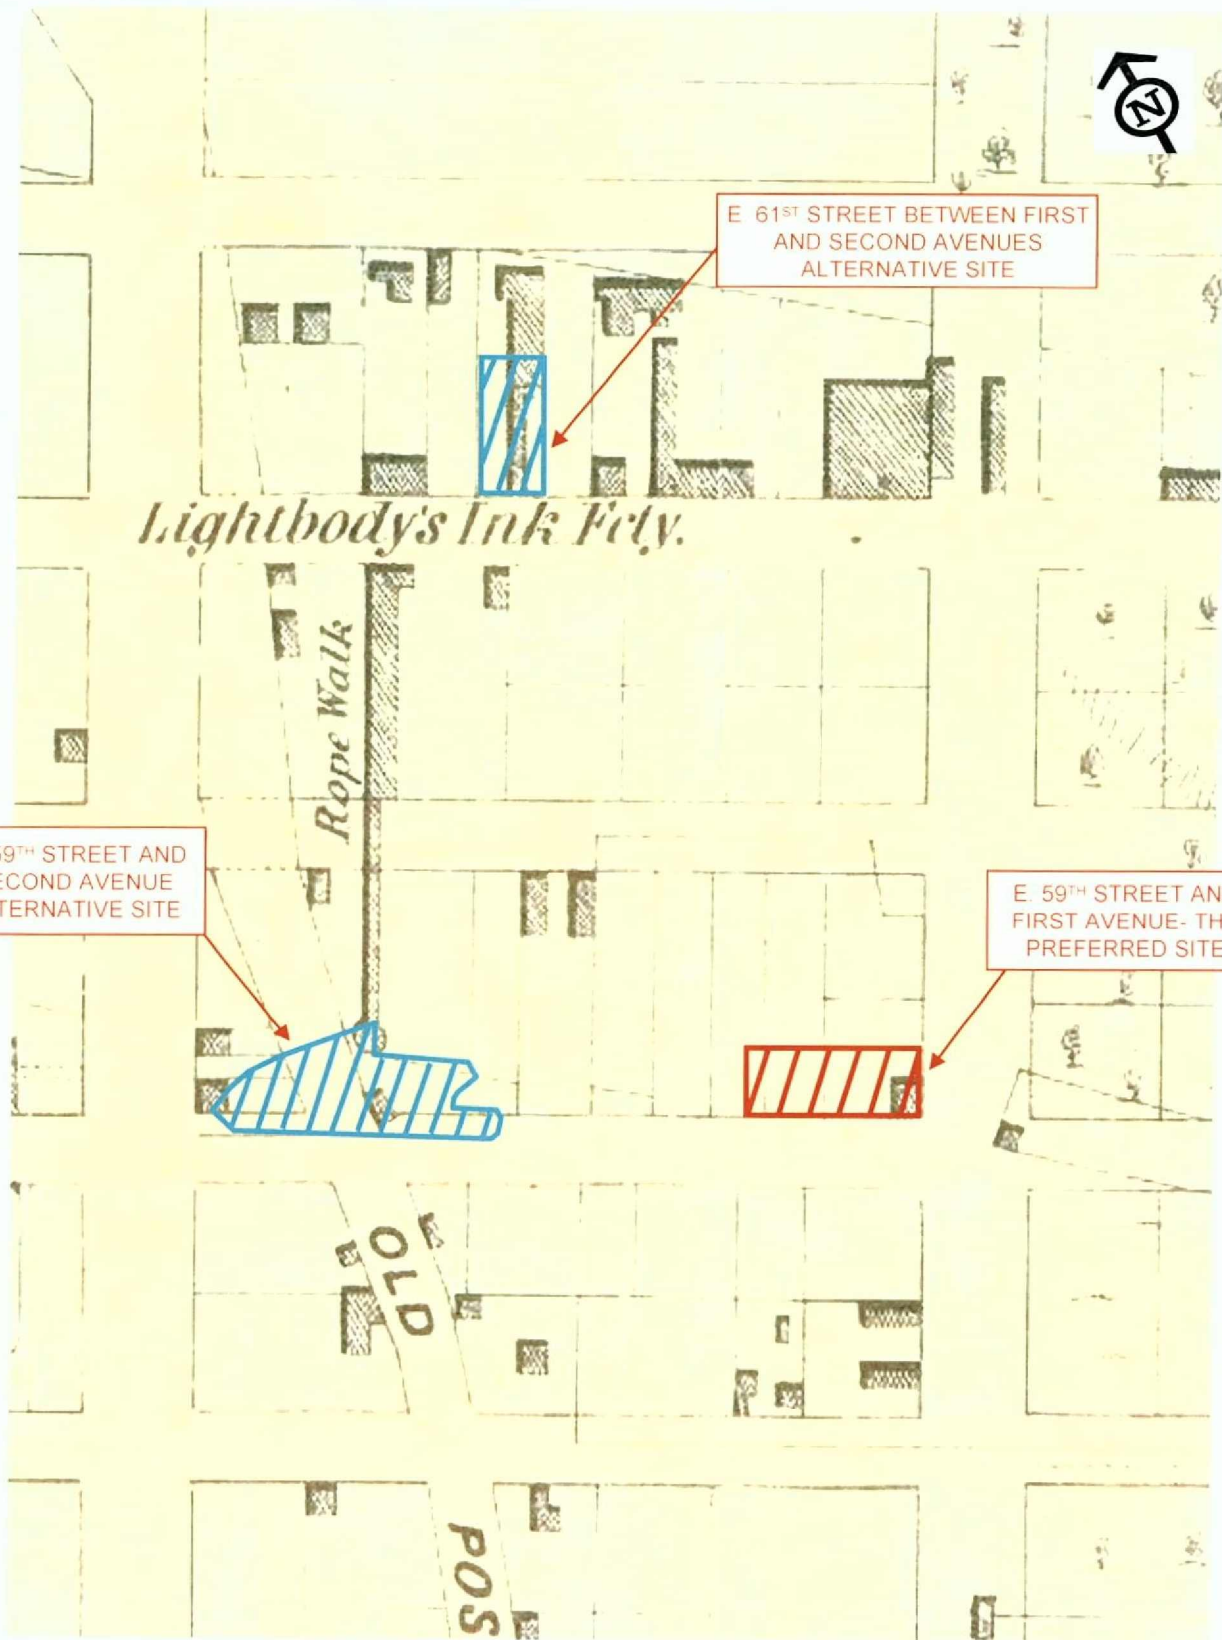 N
E 61ST STREET BETWEEN FIRST
AND SECOND AVENUES
ALTERNATIVE SITE
Lightbody's Ink Fcty.
Rope Walk
59TH STREET AND
ECOND AVENUE
TERNATIVE SITE
E. 59TH STREET AN
FIRST AVENUE- TH
PREFERRED SITE
OLD
POS